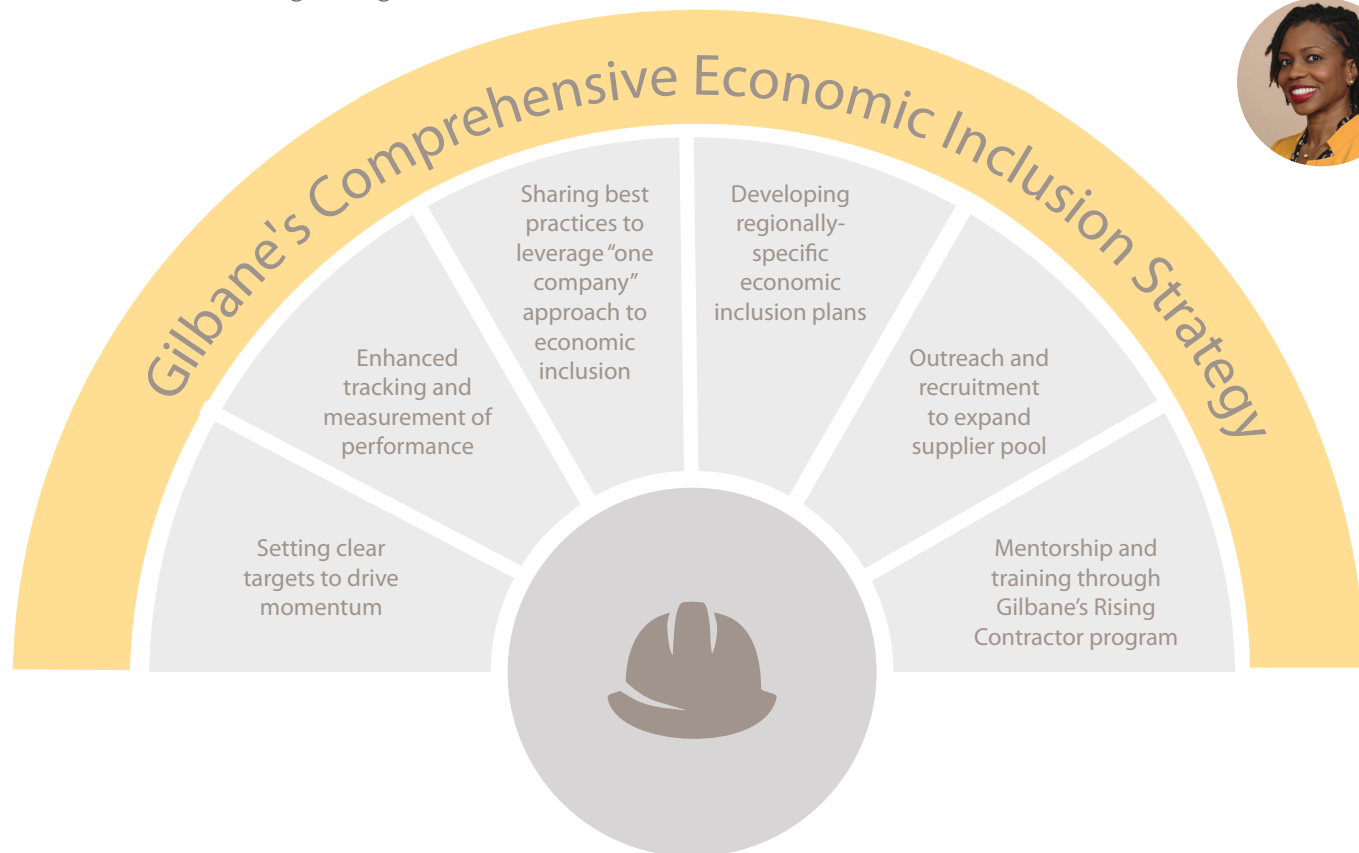 Gilbane's Comprehensive Economic Inclusion Strategy
Setting clear
targets to drive
momentum
Enhanced
tracking and
measurement of
performance
Sharing best
practices to
leverage “one
company”
approach to
economic
inclusion
Developing
regionally-
specific
economic
inclusion plans
Outreach and
recruitment
to expand
supplier pool
Mentorship and
training through
Gilbane’s Rising
Contractor program